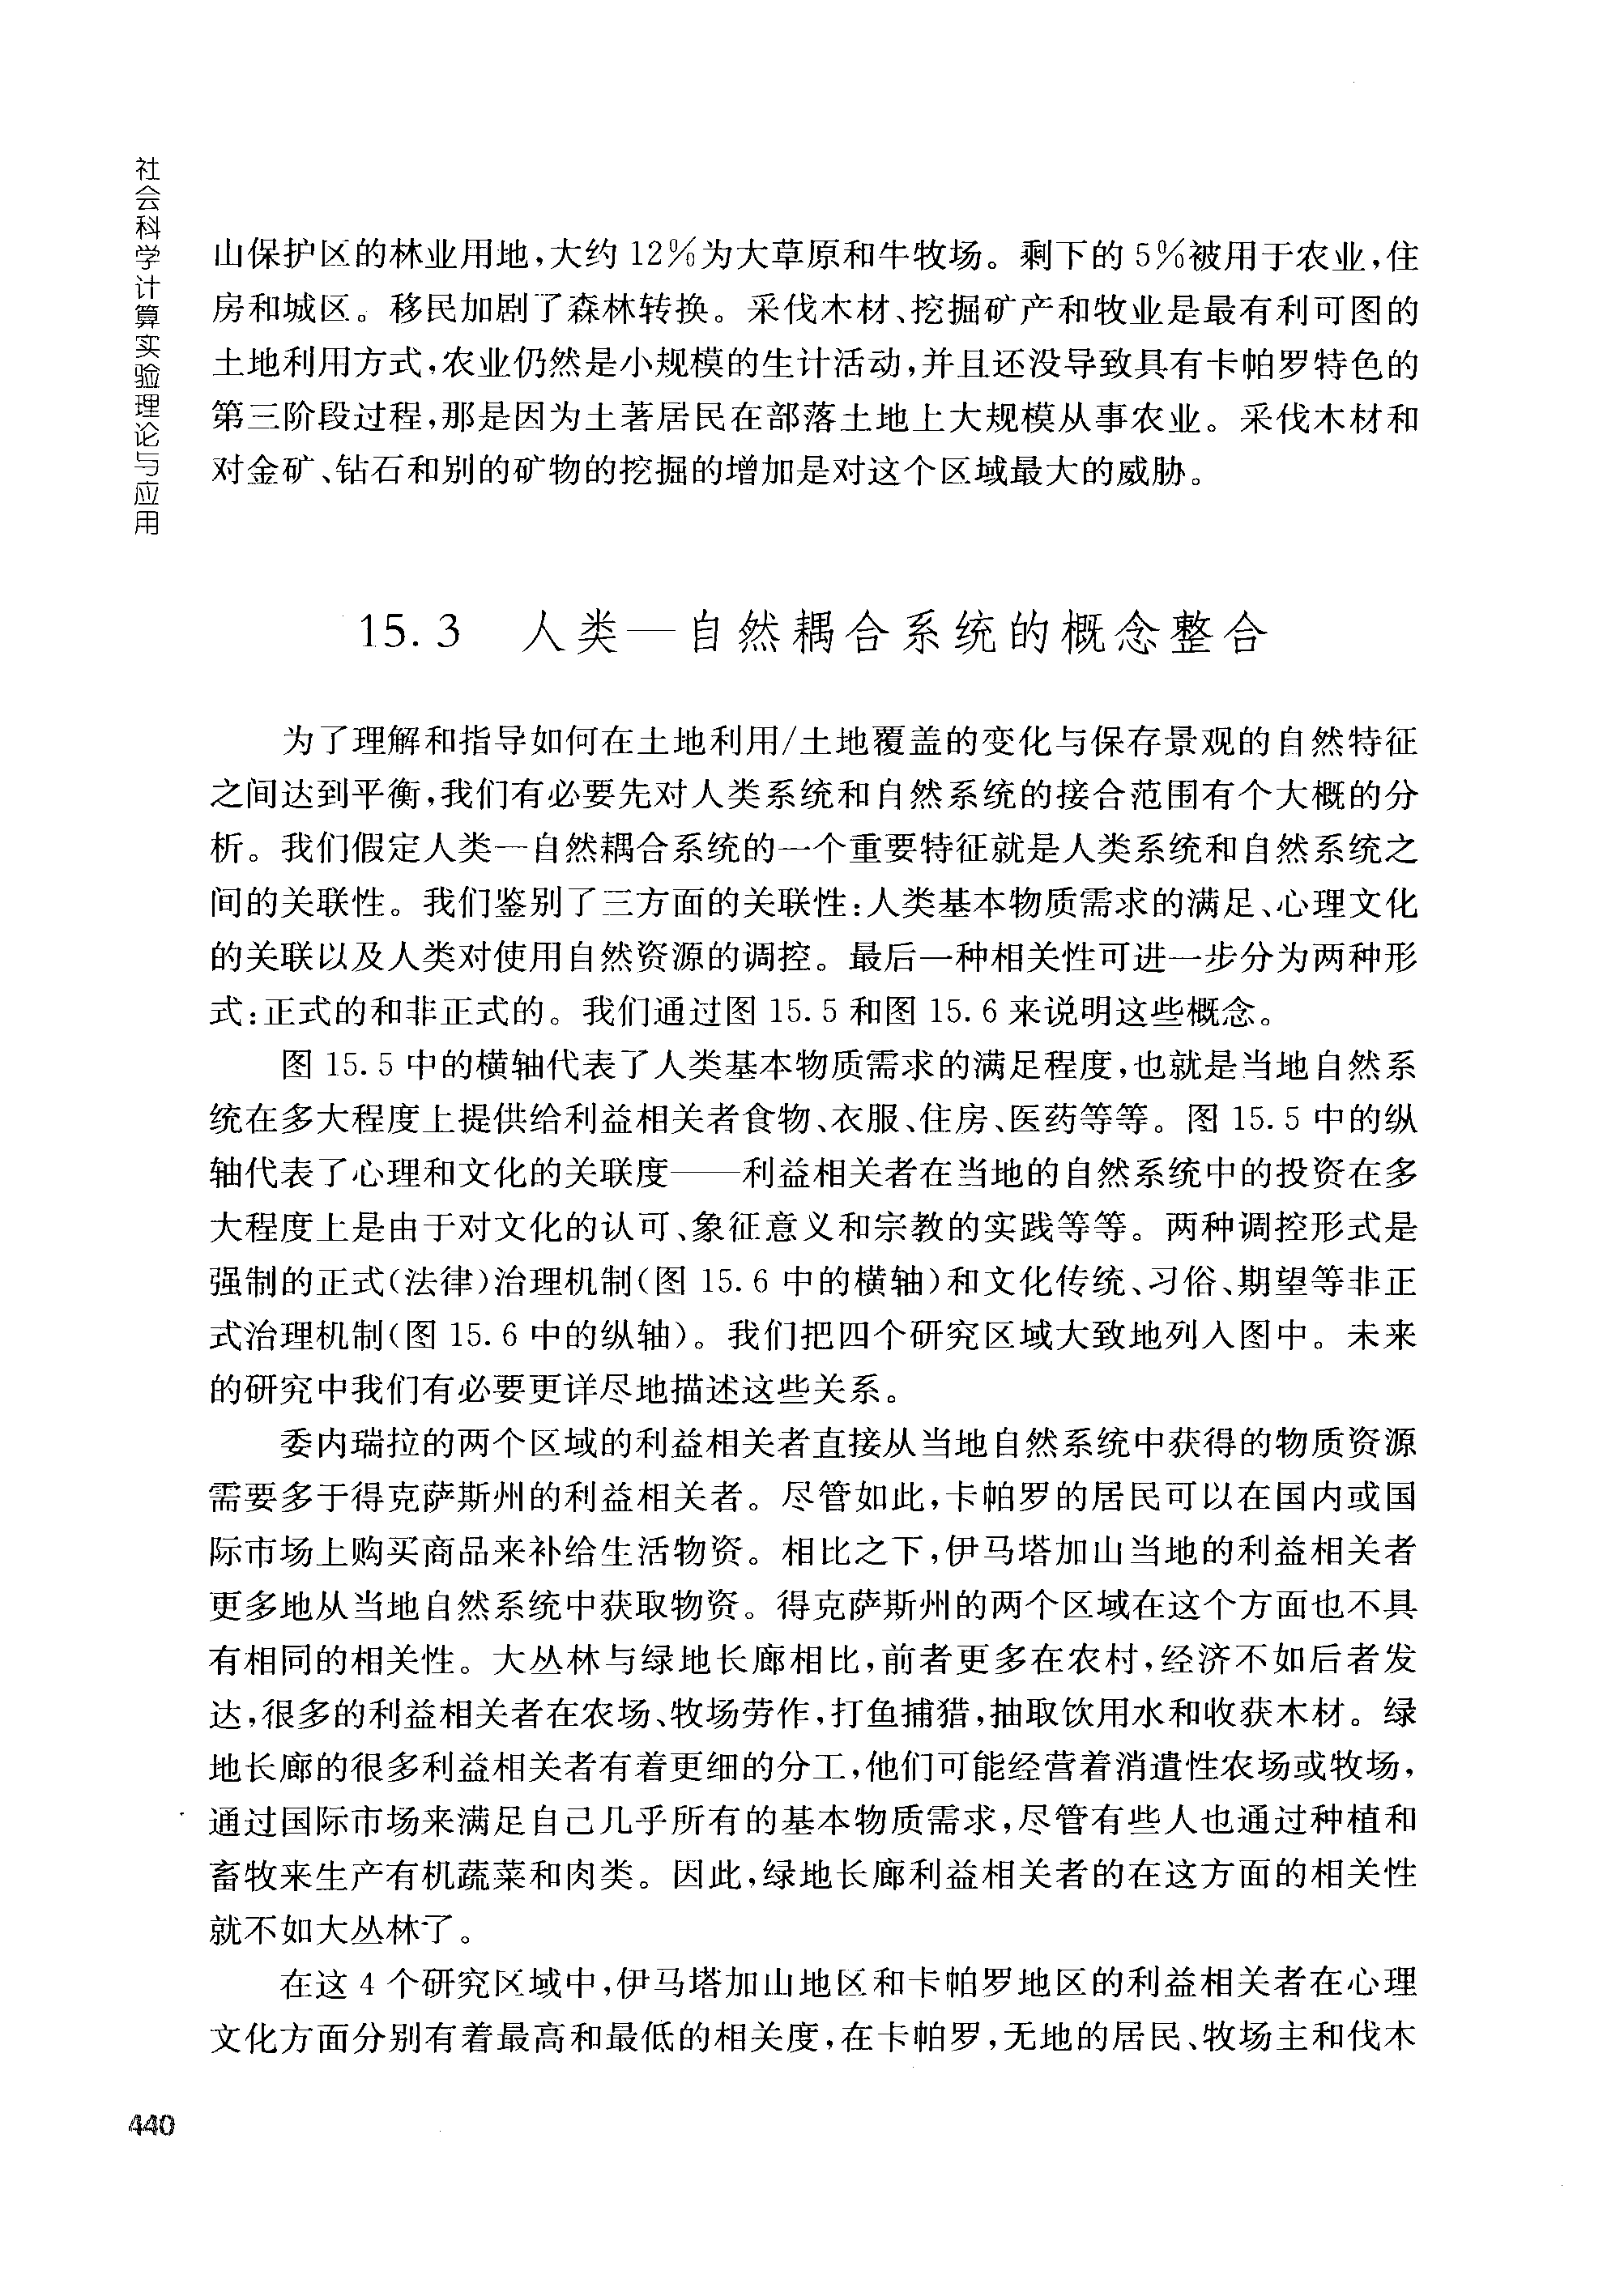 社会科学计算实验理论与应用
山保护区的林业用地，大约 12%为大草原和牛牧场。剩下的 5%被用于农业，住
房和城区。移民加剧了森林转换。采伐木材、挖掘矿产和牧业是最有利可图的
土地利用方式，农业仍然是小规模的生计活动，并且还没导致具有卡帕罗特色的
第三阶段过程，那是因为土著居民在部落土地上大规模从事农业。采伐木材和
对金矿、钻石和别的矿物的挖掘的增加是对这个区域最大的威胁。
15.3 人类—自然耦合系统的概念整合
为了理解和指导如何在土地利用/土地覆盖的变化与保存景观的自然特征
之间达到平衡，我们有必要先对人类系统和自然系统的接合范围有个大概的分
析。我们假定人类—自然耦合系统的一个重要特征就是人类系统和自然系统之
间的关联性。我们鉴别了三方面的关联性：人类基本物质需求的满足、心理文化
的关联以及人类对使用自然资源的调控。最后一种相关性可进一步分为两种形
式：正式的和非正式的。我们通过图 15.5 和图 15.6 来说明这些概念。
图 15.5 中的横轴代表了人类基本物质需求的满足程度，也就是当地自然系
统在多大程度上提供给利益相关者食物、衣服、住房、医药等等。图 15.5 中的纵
轴代表了心理和文化的关联度——利益相关者在当地的自然系统中的投资在多
大程度上是由于对文化的认可、象征意义和宗教的实践等等。两种调控形式是
强制的正式(法律)治理机制(图 15.6 中的横轴)和文化传统、习俗、期望等非正
式治理机制(图 15.6 中的纵轴)。我们把四个研究区域大致地列入图中。未来
的研究中我们有必要更详尽地描述这些关系。
委内瑞拉的两个区域的利益相关者直接从当地自然系统中获得的物质资源
需要多于得克萨斯州的利益相关者。尽管如此，卡帕罗的居民可以在国内或国
际市场上购买商品来补给生活物资。相比之下，伊马塔加山当地的利益相关者
更多地从当地自然系统中获取物资。得克萨斯州的两个区域在这个方面也不具
有相同的相关性。大丛林与绿地长廊相比，前者更多在农村，经济不如后者发
达，很多的利益相关者在农场、牧场劳作，打鱼捕猎，抽取饮用水和收获木材。绿
地长廊的很多利益相关者有着更细的分工，他们可能经营着消遣性农场或牧场，
通过国际市场来满足自己几乎所有的基本物质需求，尽管有些人也通过种植和
畜牧来生产有机蔬菜和肉类。因此，绿地长廊利益相关者的在这方面的相关性
就不如大丛林了。
在这 4 个研究区域中，伊马塔加山地区和卡帕罗地区的利益相关者在心理
文化方面分别有着最高和最低的相关度，在卡帕罗，无地的居民、牧场主和伐木
440